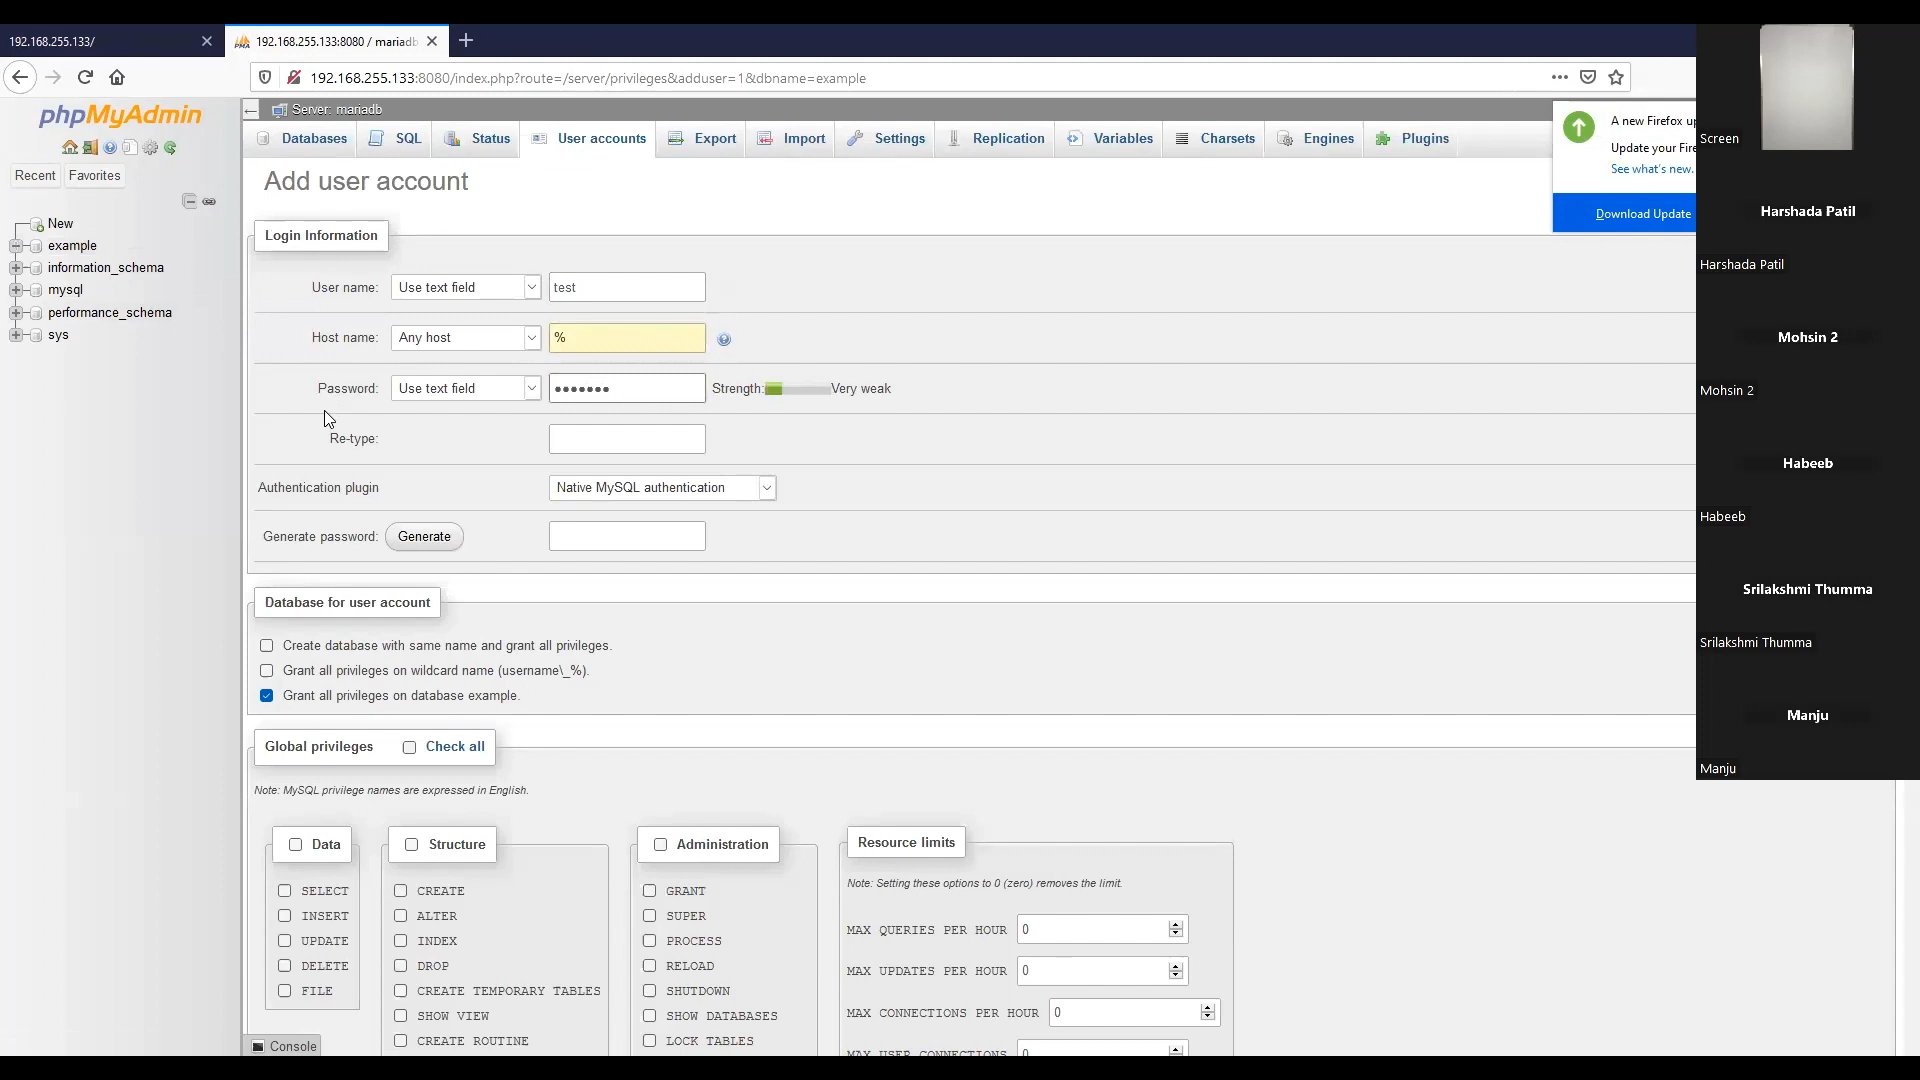 192.168.255.133/
192.168.255.133:8080 / mariadb
192.168.255.133:8080/index.php?route=/server/privileges&adduser=1&dbname=example
phpMyAdmin
Recent
Favorites
New
example
information_schema
mysql
performance_schema
sys
Server: mariadb
Databases
SQL
Status
User accounts
Export
Import
Settings
Replication
Variables
Charsets
Engines
Plugins
A new Firefox up
Update your Fire
See what's new.
Download Update
Add user account
Login Information
User name: Use text field test
Host name: Any host %
Password: Use text field ●●●●●●● Strength: Very weak
Re-type:
Authentication plugin Native MySQL authentication
Generate password: Generate
Database for user account
Create database with same name and grant all privileges.
Grant all privileges on wildcard name (username\_%).
Grant all privileges on database example.
Global privileges Check all
Note: MySQL privilege names are expressed in English.
Data
SELECT
INSERT
UPDATE
DELETE
FILE
Structure
CREATE
ALTER
INDEX
DROP
CREATE TEMPORARY TABLES
SHOW VIEW
CREATE ROUTINE
Administration
GRANT
SUPER
PROCESS
RELOAD
SHUTDOWN
SHOW DATABASES
LOCK TABLES
Resource limits
Note: Setting these options to 0 (zero) removes the limit.
MAX QUERIES PER HOUR 0
MAX UPDATES PER HOUR 0
MAX CONNECTIONS PER HOUR 0
MAX USER CONNECTIONS 0
Console
Screen
Harshada Patil
Harshada Patil
Mohsin 2
Mohsin 2
Habeeb
Habeeb
Srilakshmi Thumma
Srilakshmi Thumma
Manju
Manju